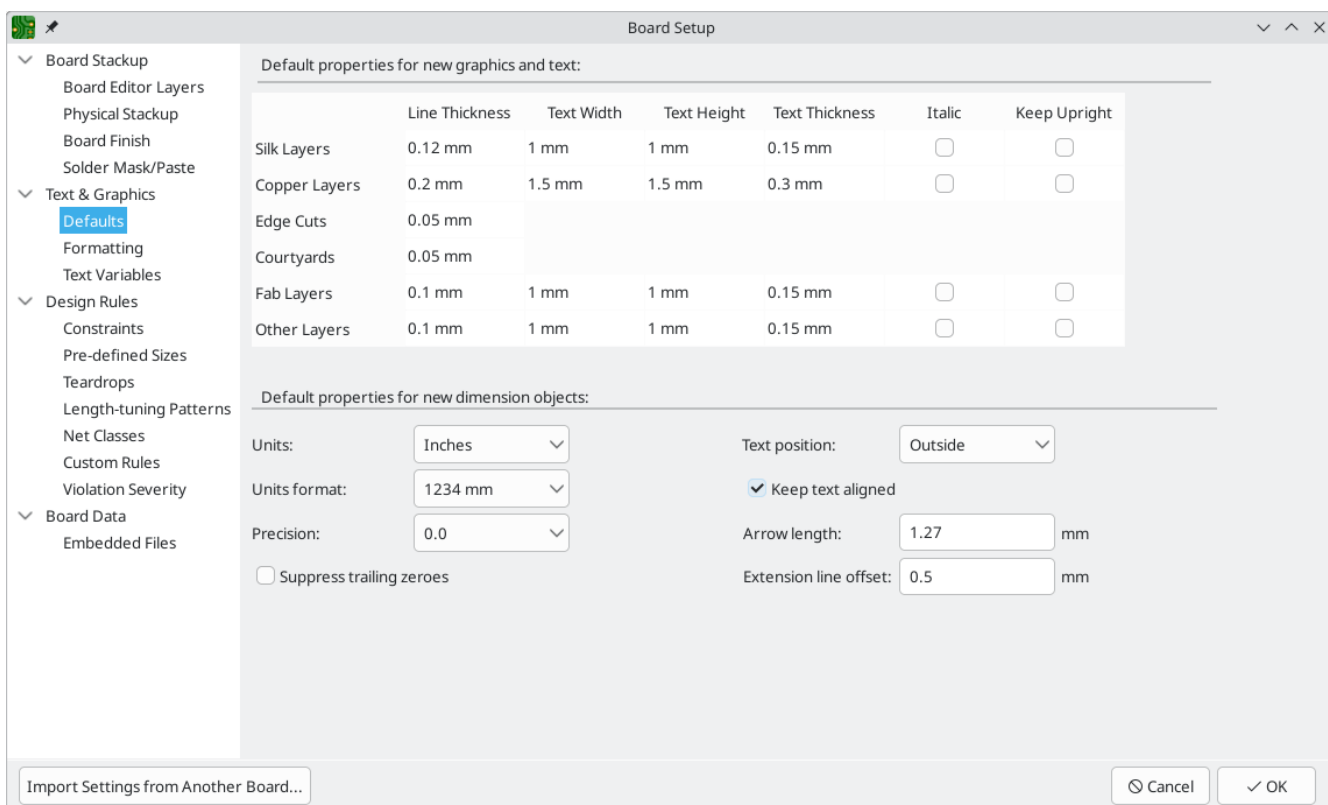 Board Setup
Board Stackup
Board Editor Layers
Physical Stackup
Board Finish
Solder Mask/Paste
Text & Graphics
Defaults
Formatting
Text Variables
Design Rules
Constraints
Pre-defined Sizes
Teardrops
Length-tuning Patterns
Net Classes
Custom Rules
Violation Severity
Board Data
Embedded Files
Default properties for new graphics and text:
Line Thickness Text Width Text Height Text Thickness Italic Keep Upright
Silk Layers 0.12 mm 1 mm 1 mm 0.15 mm
Copper Layers 0.2 mm 1.5 mm 1.5 mm 0.3 mm
Edge Cuts 0.05 mm
Courtyards 0.05 mm
Fab Layers 0.1 mm 1 mm 1 mm 0.15 mm
Other Layers 0.1 mm 1 mm 1 mm 0.15 mm
Default properties for new dimension objects:
Units: Inches Text position: Outside
Units format: 1234 mm Keep text aligned
Precision: 0.0 Arrow length: 1.27 mm
Suppress trailing zeroes Extension line offset: 0.5 mm
Import Settings from Another Board... Cancel OK